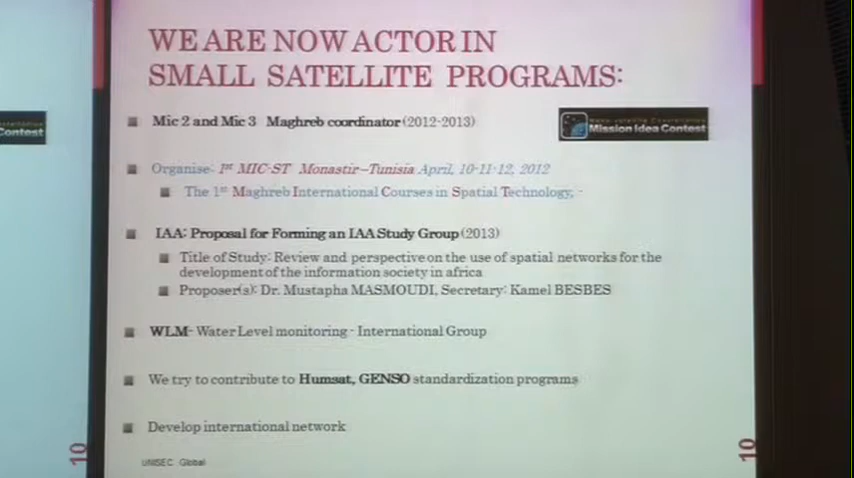 WE ARE NOW ACTOR IN
SMALL SATELLITE PROGRAMS:
Mic 2 and Mic 3 Maghreb coordinator (2012-2013)
Mission Idea Contest
Contest
Organise: 1st MIC-ST Monastir–Tunisia April, 10-11-12, 2012
The 1st Maghreb International Courses in Spatial Technology, -
IAA: Proposal for Forming an IAA Study Group (2013)
Title of Study: Review and perspective on the use of spatial networks for the
development of the information society in africa
Proposer(s): Dr. Mustapha MASMOUDI, Secretary: Kamel BESBES
WLM- Water Level monitoring - International Group
We try to contribute to Humsat, GENSO standardization programs
Develop international network
UNISEC Global
10
10